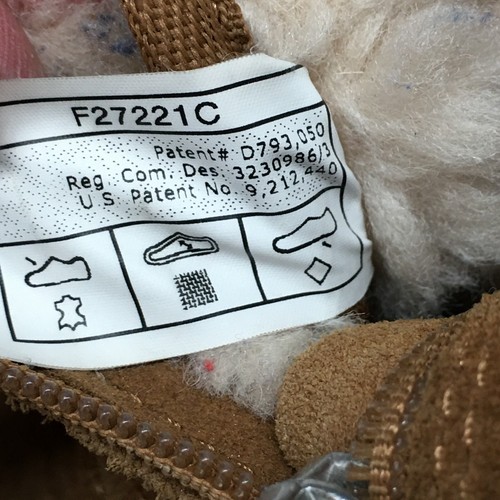 F27221C
Patent# D793,050
Reg. Com. Des. 3230986/3
U S Patent No. 9,212,440